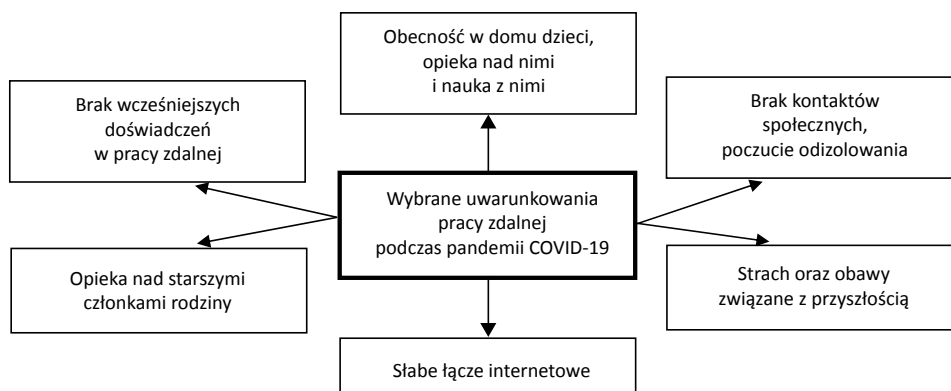 Obecność w domu dzieci,
opieka nad nimi
i nauka z nimi
Brak wcześniejszych
doświadczeń
w pracy zdalnej
Brak kontaktów
społecznych,
poczucie odizolowania
Wybrane uwarunkowania
pracy zdalnej
podczas pandemii COVID-19
Opieka nad starszymi
członkami rodziny
Strach oraz obawy
związane z przyszłością
Słabe łącze internetowe